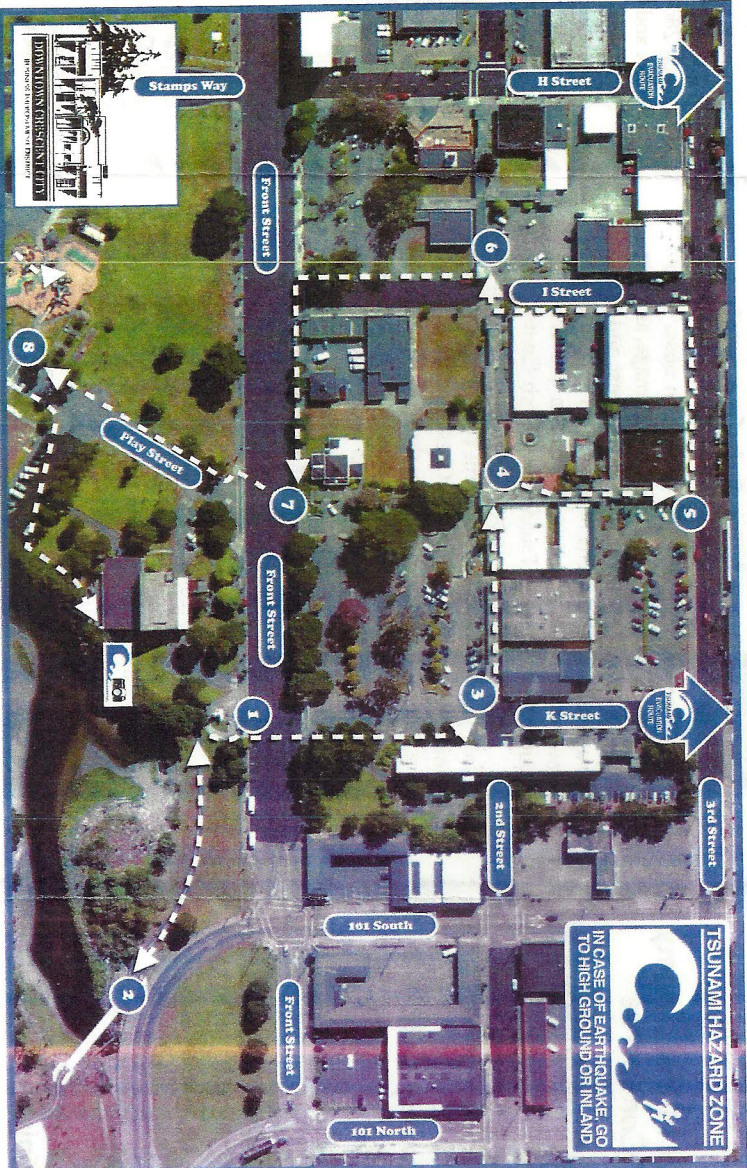 TSUNAMI HAZARD ZONE
IN CASE OF EARTHQUAKE, GO
TO HIGH GROUND OR INLAND
TSUNAMI
EVACUATION
ROUTE
H Street
TSUNAMI
EVACUATION
ROUTE
K Street
3rd Street
5
I Street
6
4
3
2nd Street
Stamps Way
Front Street
7
Front Street
1
101 South
Front Street
101 North
8
Play Street
2
DOWNTOWN CRESCENT CITY